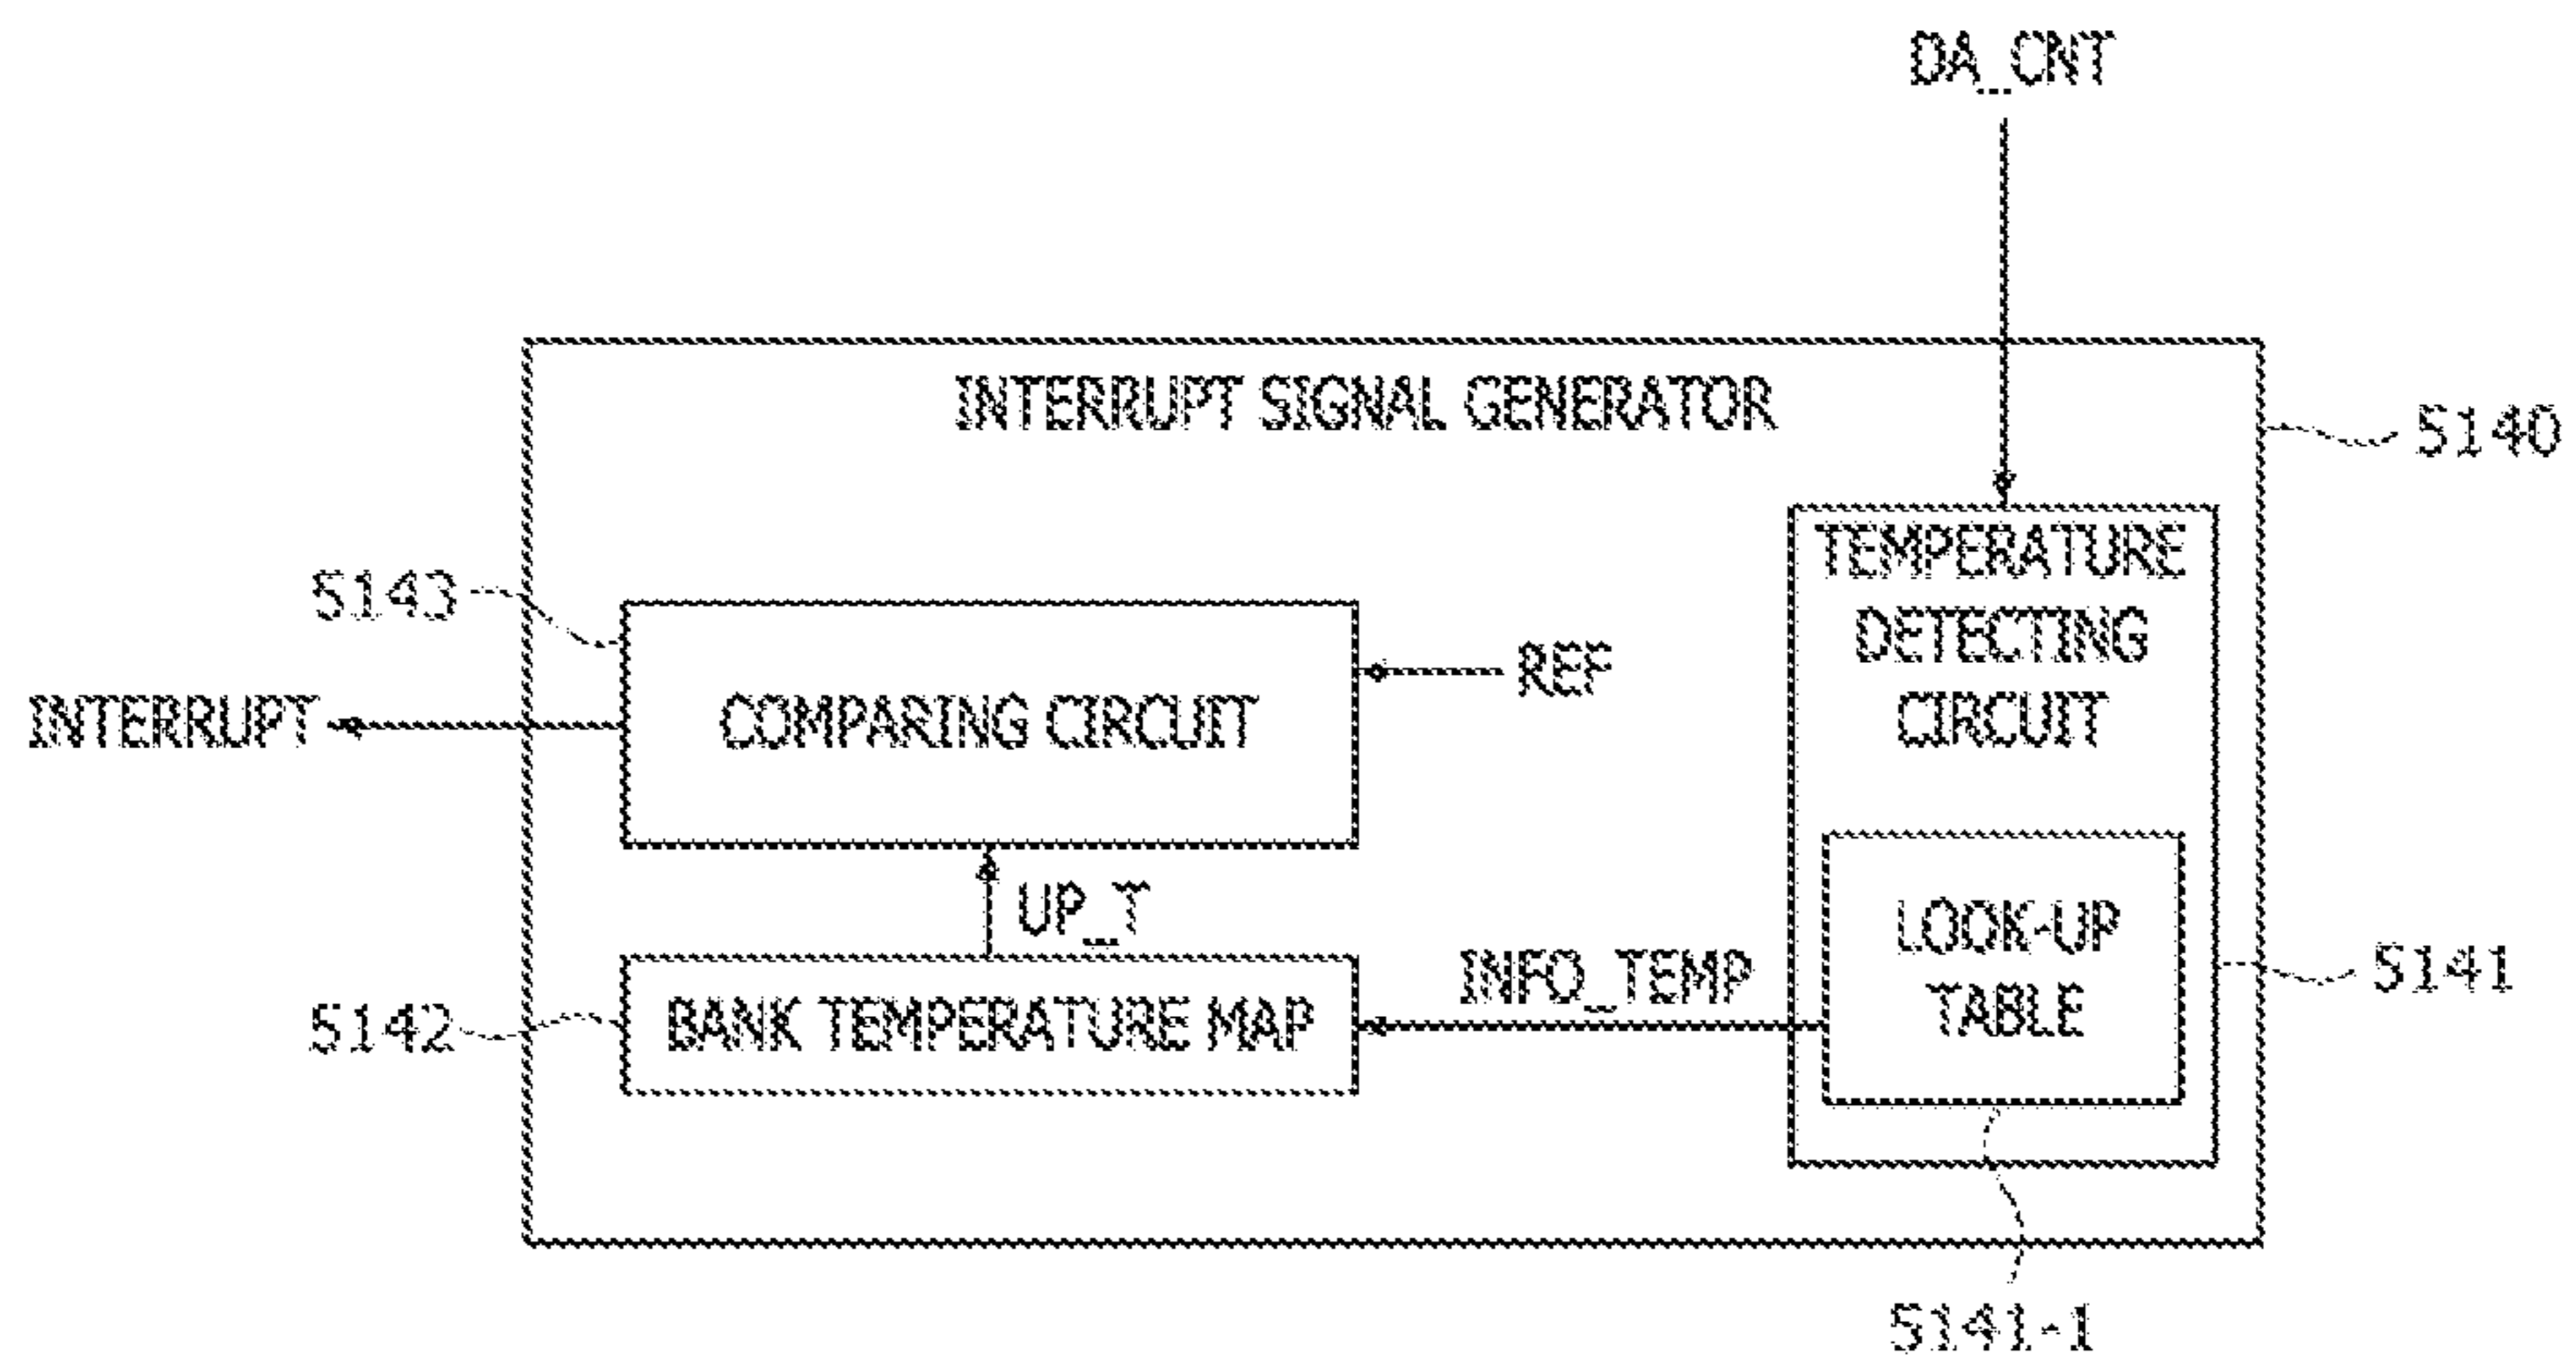 DA_CNT
INTERRUPT SIGNAL GENERATOR
5140
TEMPERATURE
DETECTING
CIRCUIT
5143
REF
COMPARING CIRCUIT
INTERRUPT
UP_T
LOOK-UP
TABLE
INFO_TEMP
5141
5142
BANK TEMPERATURE MAP
5141-1